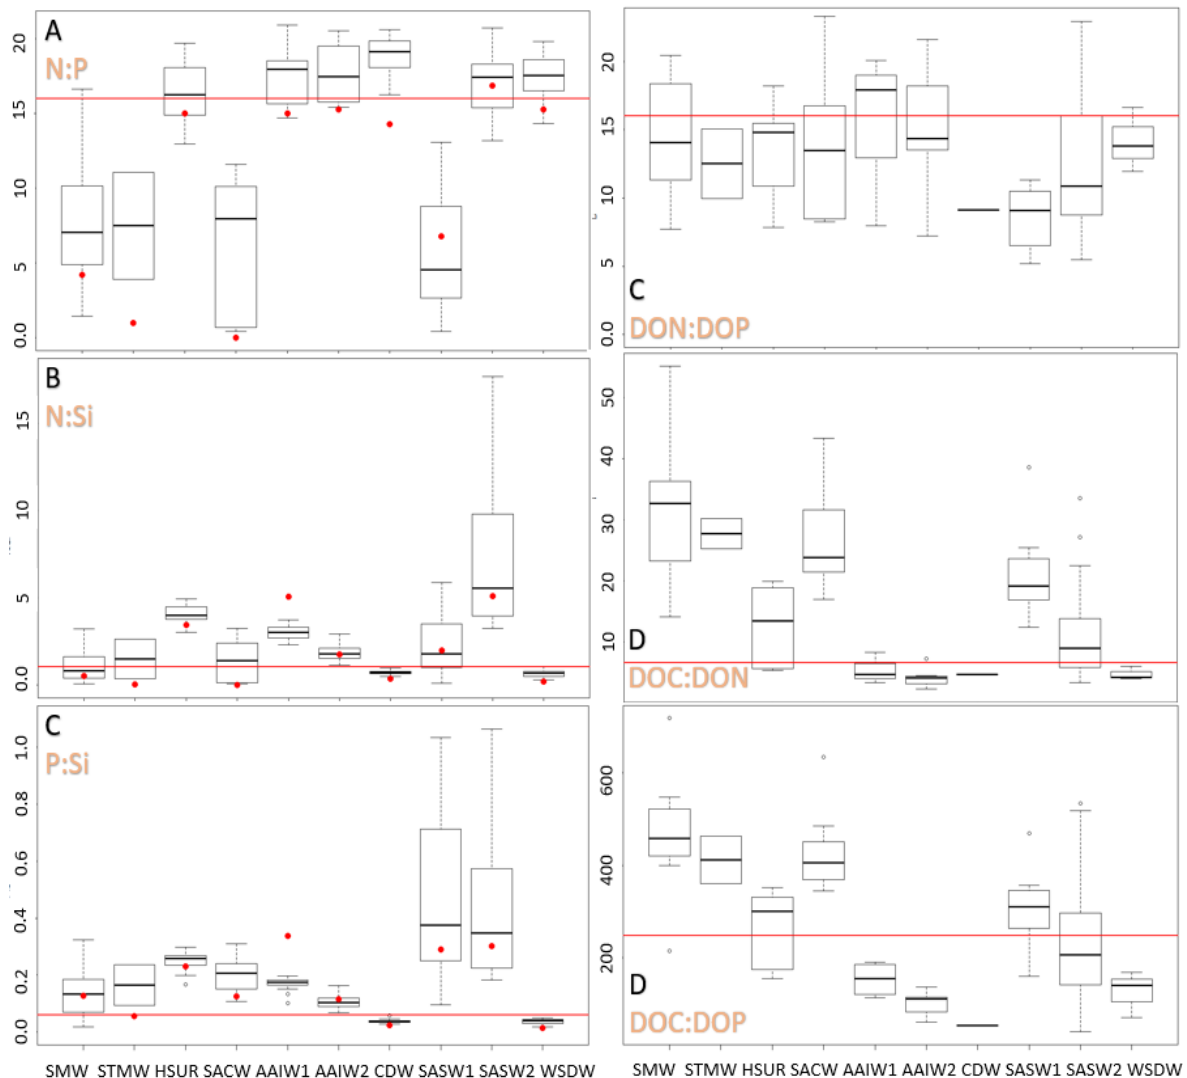 A
N:P
20
15
10
5
0.0
B
N:Si
15
10
5
0.0
C
P:Si
1.0
0.8
0.6
0.4
0.2
0.0
SMW STMW HSUR SACW AAIW1 AAIW2 CDW SASW1 SASW2 WSDW
20
15
10
5
0.0
C
DON:DOP
50
40
30
20
10
D
DOC:DON
600
400
200
D
DOC:DOP
SMW STMW HSUR SACW AAIW1 AAIW2 CDW SASW1 SASW2 WSDW